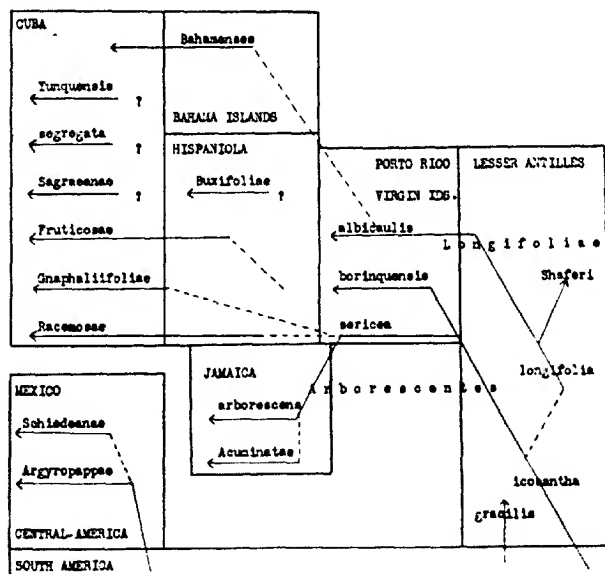 CUBA
Bahamenses
Yunquensis
?
segregata
?
BAHAMA ISLANDS
HISPANIOLA
Sagraeanae
?
Buxifoliae
?
PORTO RICO
VIRGIN IDS.
LESSER ANTILLES
Fruticosae
albicaulis
Longifoliae
Gnaphaliifoliae
borinquensis
Shaferi
Racemosae
sericea
JAMAICA
Arborescentes
longifolia
MEXICO
arborescens
Schiedeanae
Acuminatae
Argyropappae
icosantha
gracilis
CENTRAL-AMERICA
SOUTH AMERICA